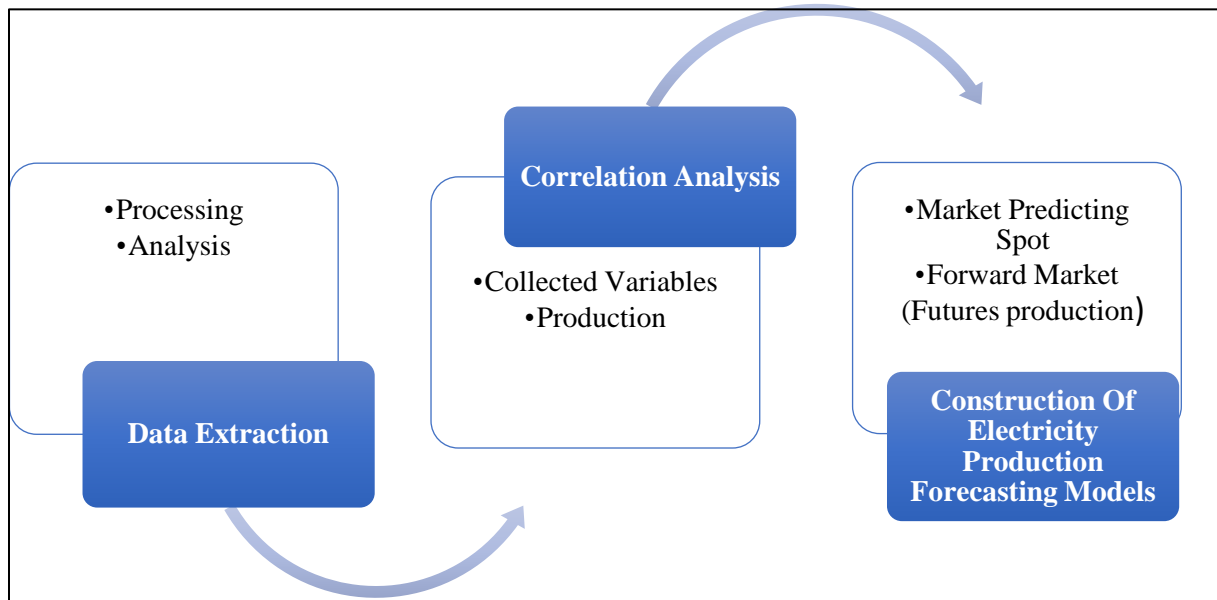 •Processing
•Analysis
Data Extraction
Correlation Analysis
•Collected Variables
•Production
•Market Predicting
Spot
•Forward Market
(Futures production)
Construction Of
Electricity
Production
Forecasting Models